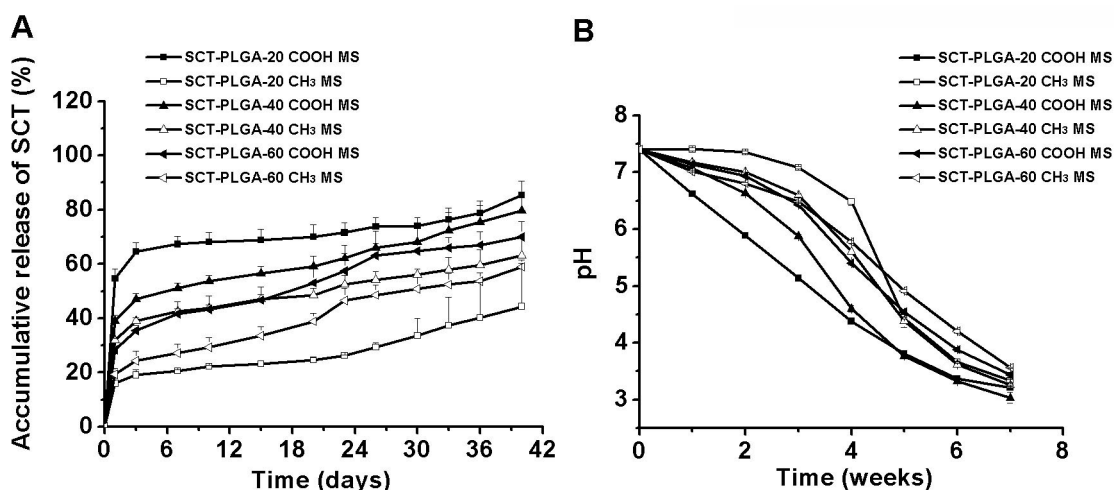 A
SCT-PLGA-20 COOH MS
SCT-PLGA-20 CH₃ MS
SCT-PLGA-40 COOH MS
SCT-PLGA-40 CH₃ MS
SCT-PLGA-60 COOH MS
SCT-PLGA-60 CH₃ MS
Accumulative release of SCT (%)
120
100
80
60
40
20
0
0 6 12 18 24 30 36 42
Time (days)
B
SCT-PLGA-20 COOH MS
SCT-PLGA-20 CH₃ MS
SCT-PLGA-40 COOH MS
SCT-PLGA-40 CH₃ MS
SCT-PLGA-60 COOH MS
SCT-PLGA-60 CH₃ MS
pH
8
7
6
5
4
3
0 2 4 6 8
Time (weeks)